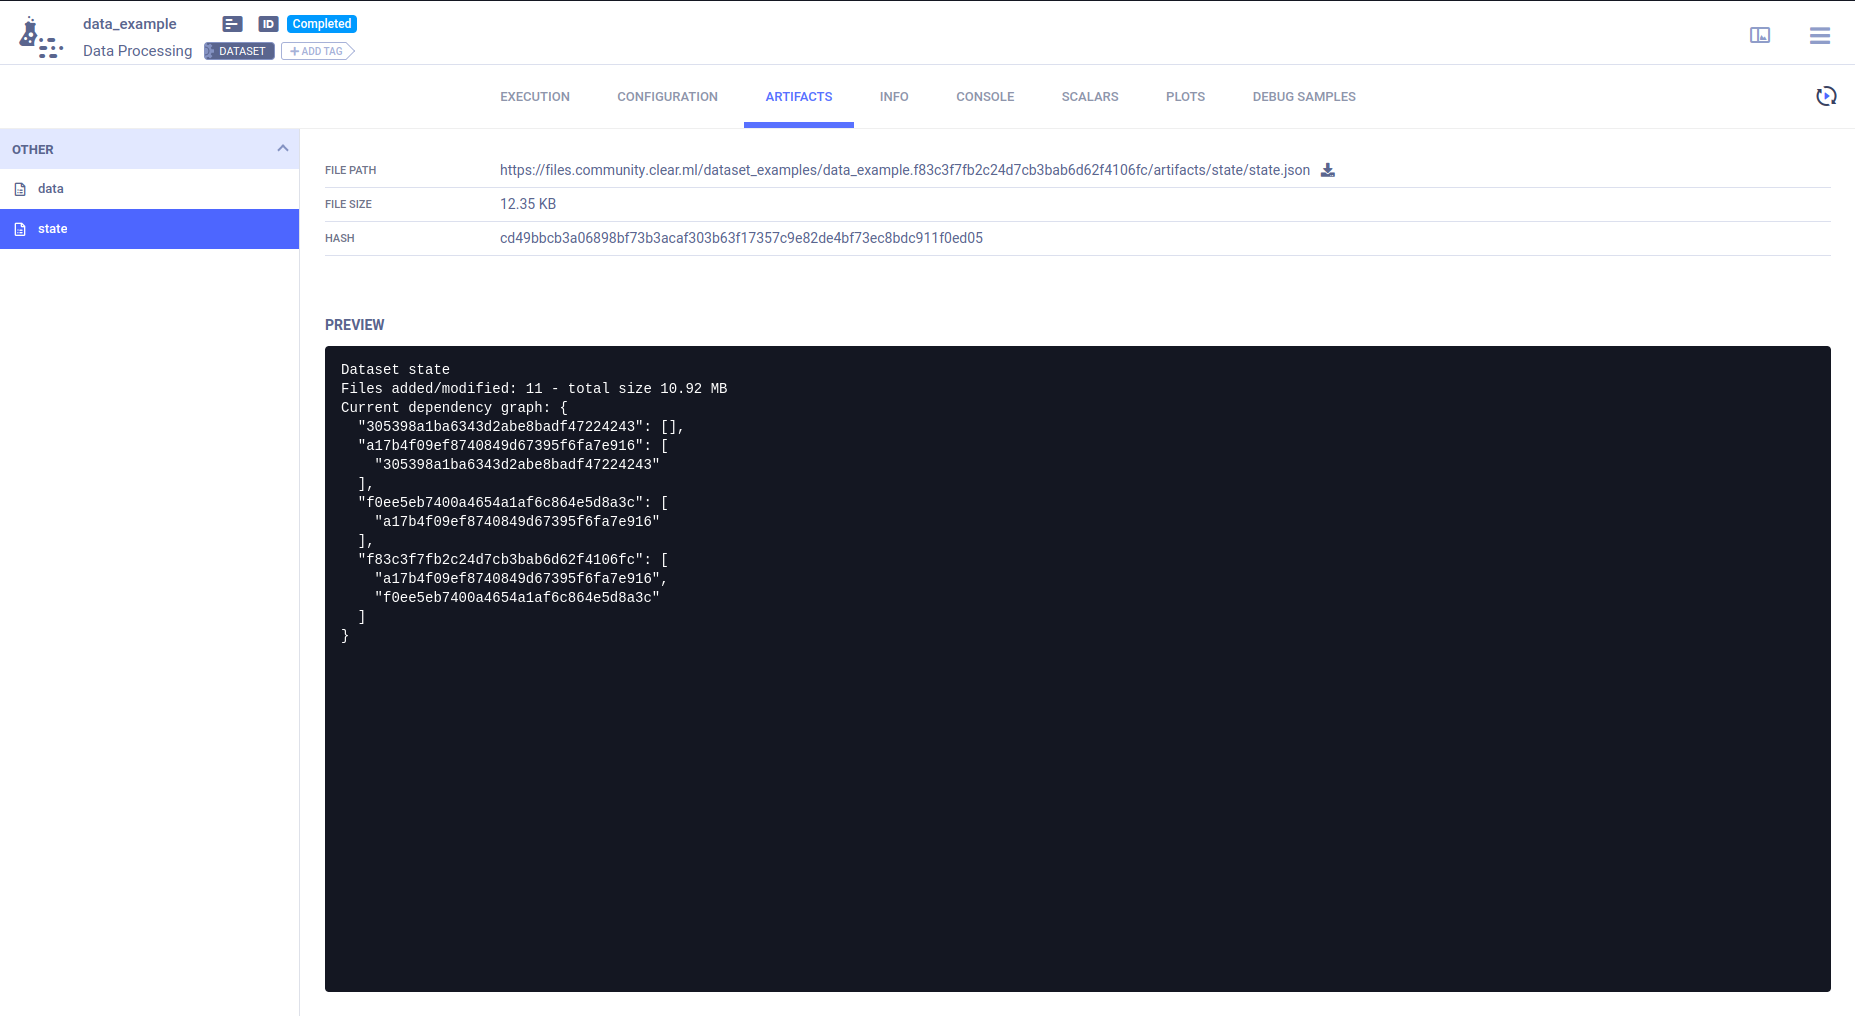 data_example
ID
Completed
Data Processing
DATASET
+ ADD TAG
EXECUTION
CONFIGURATION
ARTIFACTS
INFO
CONSOLE
SCALARS
PLOTS
DEBUG SAMPLES
OTHER
data
state
FILE PATH
https://files.community.clear.ml/dataset_examples/data_example.f83c3f7fb2c24d7cb3bab6d62f4106fc/artifacts/state/state.json
FILE SIZE
12.35 KB
HASH
cd49bbcb3a06898bf73b3acaf303b63f17357c9e82de4bf73ec8bdc911f0ed05
PREVIEW
Dataset state
Files added/modified: 11 - total size 10.92 MB
Current dependency graph: {
  "305398a1ba6343d2abe8badf47224243": [],
  "a17b4f09ef8740849d67395f6fa7e916": [
    "305398a1ba6343d2abe8badf47224243"
  ],
  "f0ee5eb7400a4654a1af6c864e5d8a3c": [
    "a17b4f09ef8740849d67395f6fa7e916"
  ],
  "f83c3f7fb2c24d7cb3bab6d62f4106fc": [
    "a17b4f09ef8740849d67395f6fa7e916",
    "f0ee5eb7400a4654a1af6c864e5d8a3c"
  ]
}